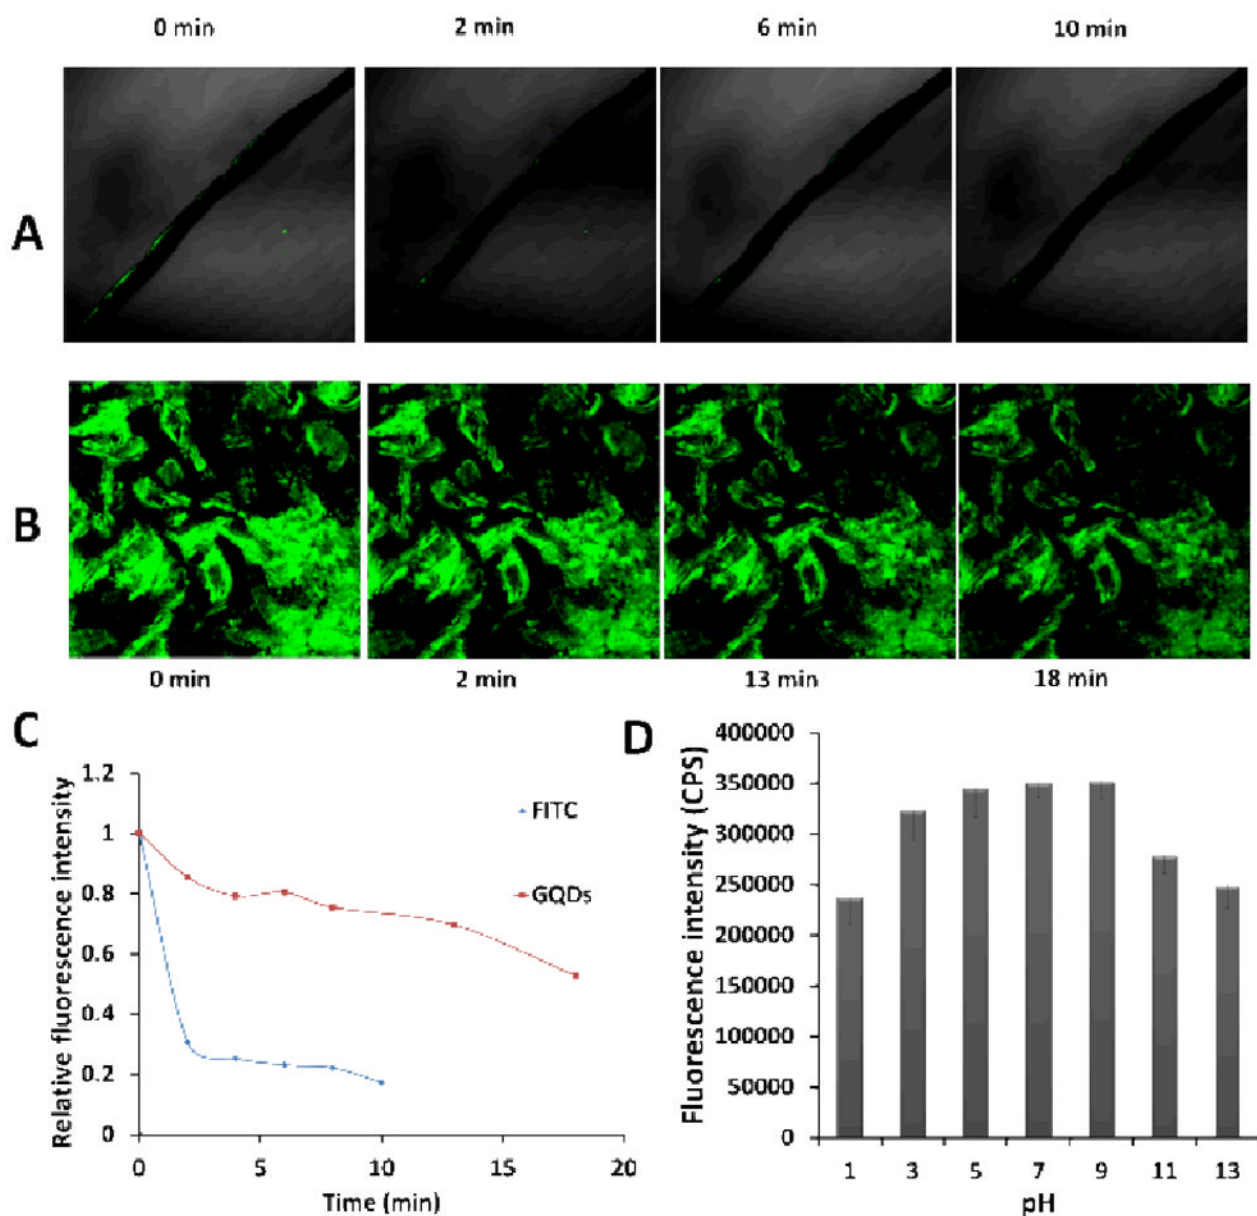 0 min 2 min 6 min 10 min
A
B
0 min 2 min 13 min 18 min
C
Relative fluorescence intensity
1.2
1
0.8
0.6
0.4
0.2
0
FITC
GQDs
0 5 10 15 20
Time (min)
D
Fluorescence intensity (CPS)
400000
350000
300000
250000
200000
150000
100000
50000
0
1 3 5 7 9 11 13
pH